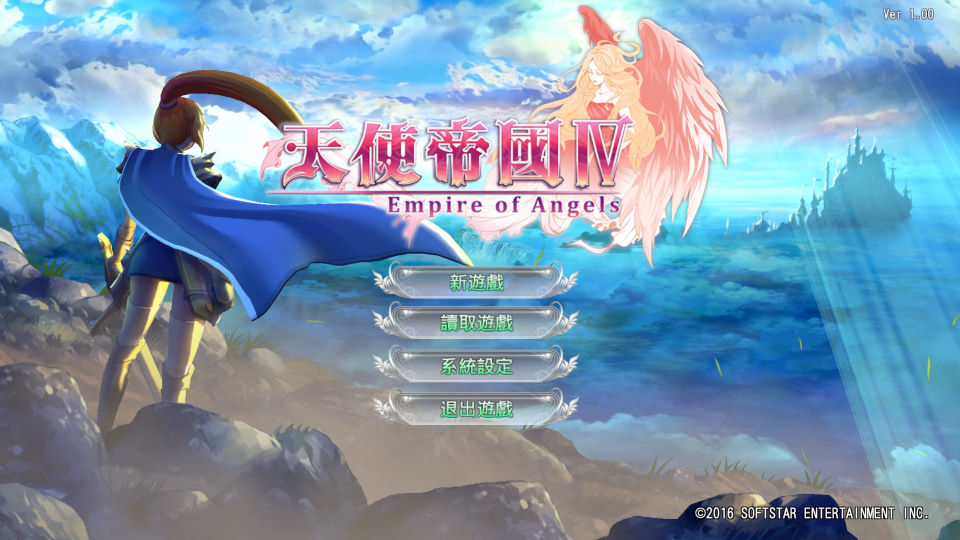 Ver 1.00
天使帝國Ⅳ
Empire of Angels
新遊戲
讀取遊戲
系統設定
退出遊戲
©2016 SOFTSTAR ENTERTAINMENT INC.